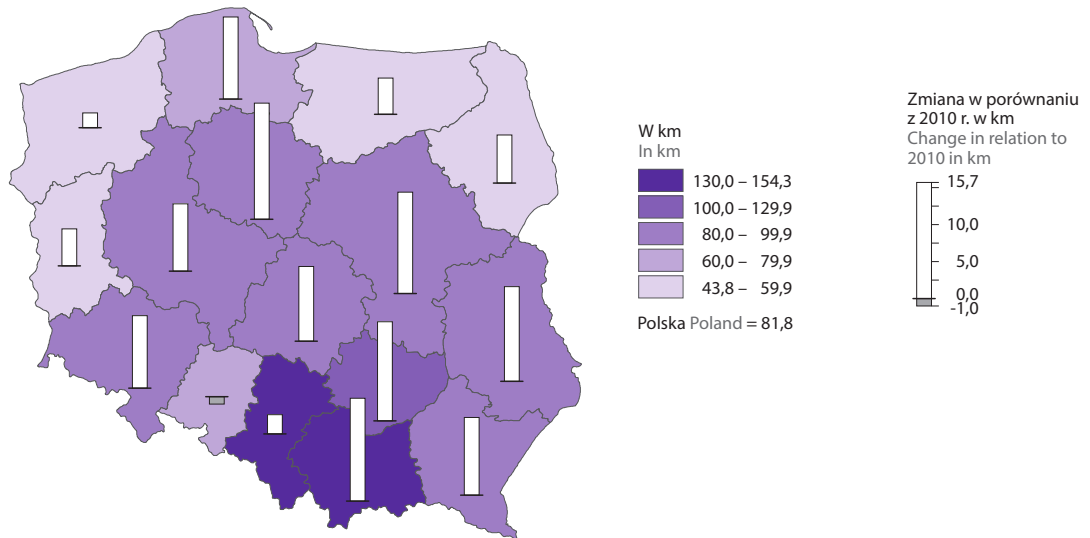 W km
In km
130,0 – 154,3
100,0 – 129,9
80,0 – 99,9
60,0 – 79,9
43,8 – 59,9
Polska Poland = 81,8
Zmiana w porównaniu
z 2010 r. w km
Change in relation to
2010 in km
15,7
10,0
5,0
0,0
-1,0